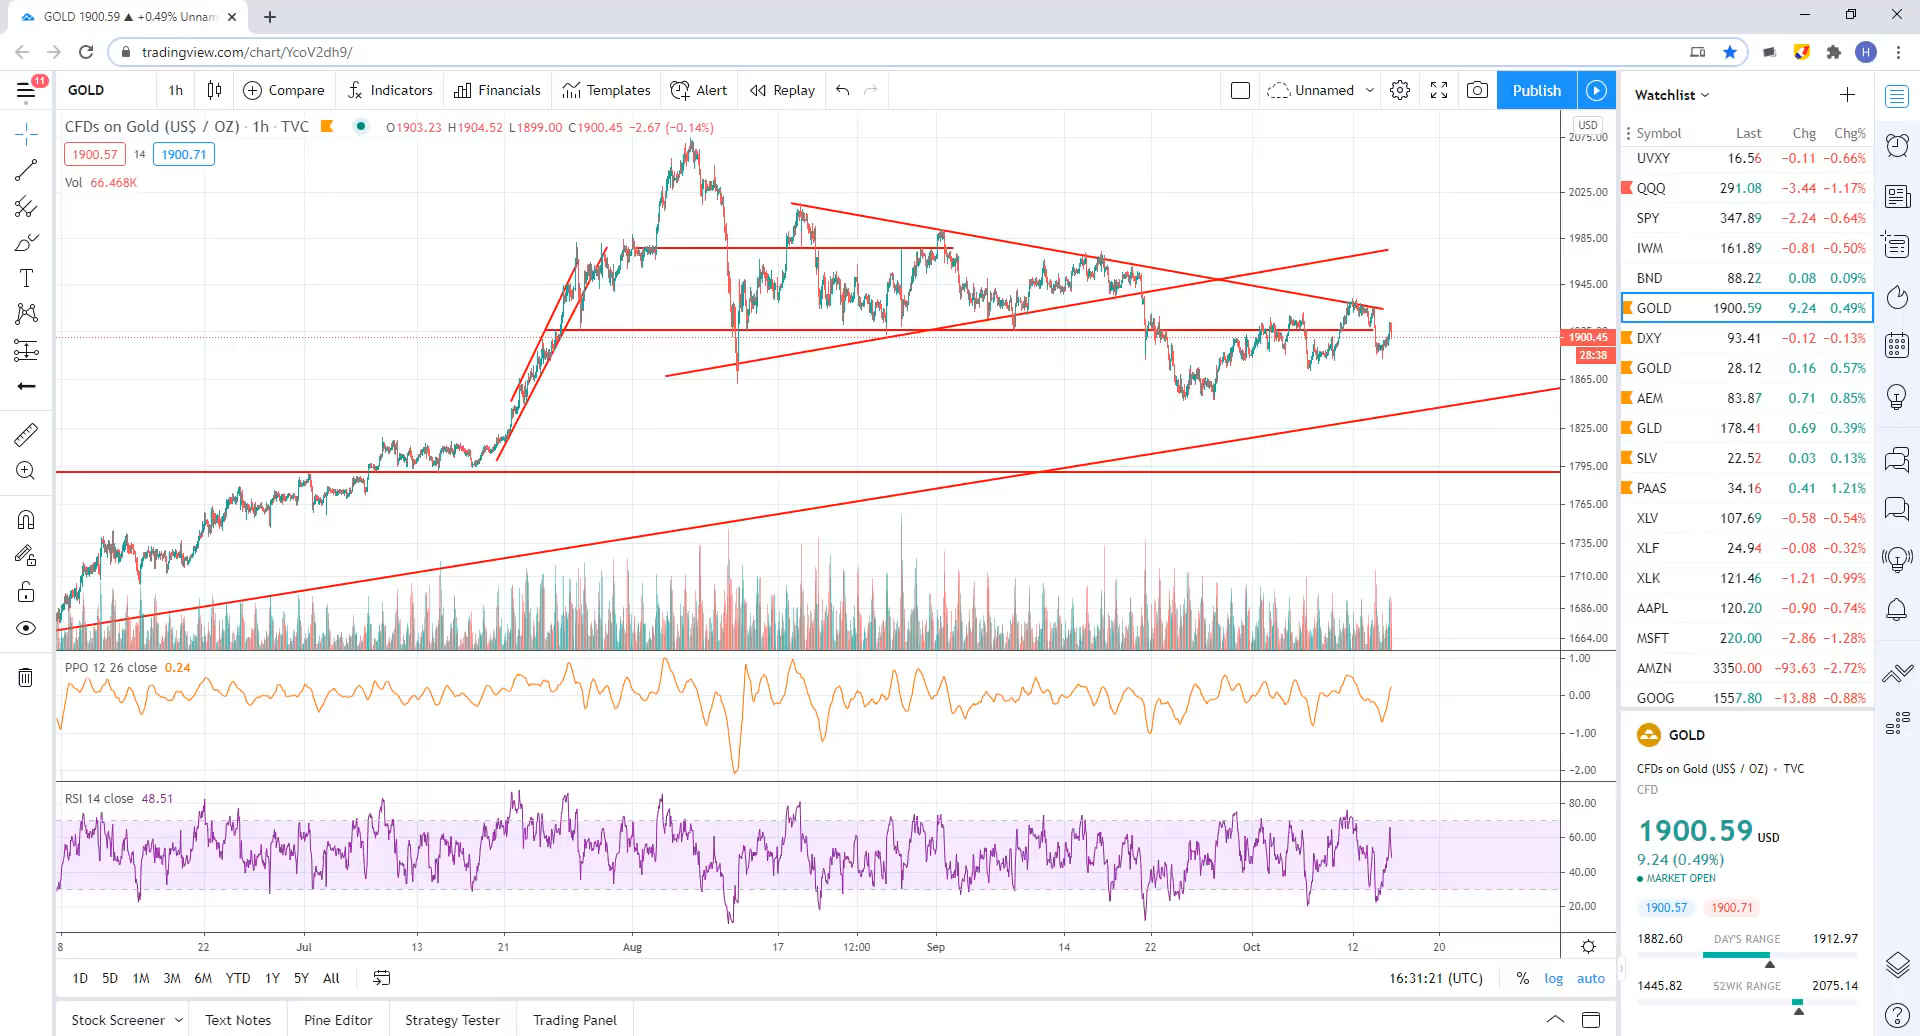 GOLD 1900.59 ▲ +0.49% Unnam
tradingview.com/chart/YcoV2dh9/
H
11
GOLD 1h Compare Indicators Financials Templates Alert Replay Unnamed Publish
CFDs on Gold (US$ / OZ) · 1h · TVC O1903.23 H1904.52 L1899.00 C1900.45 −2.67 (−0.14%)
1900.57 14 1900.71
Vol 66.468K
USD
2075.00
2025.00
1985.00
1945.00
1900.45
28:38
1865.00
1825.00
1795.00
1765.00
1735.00
1710.00
1686.00
1664.00
PPO 12 26 close 0.24
1.00
0.00
−1.00
−2.00
RSI 14 close 48.51
80.00
60.00
40.00
20.00
8 22 Jul 13 21 Aug 17 12:00 Sep 14 22 Oct 12 20
1D 5D 1M 3M 6M YTD 1Y 5Y All 16:31:21 (UTC) % log auto
Stock Screener Text Notes Pine Editor Strategy Tester Trading Panel
Watchlist
Symbol Last Chg Chg%
UVXY 16.56 −0.11 −0.66%
QQQ 291.08 −3.44 −1.17%
SPY 347.89 −2.24 −0.64%
IWM 161.89 −0.81 −0.50%
BND 88.22 0.08 0.09%
GOLD 1900.59 9.24 0.49%
DXY 93.41 −0.12 −0.13%
GOLD 28.12 0.16 0.57%
AEM 83.87 0.71 0.85%
GLD 178.41 0.69 0.39%
SLV 22.52 0.03 0.13%
PAAS 34.16 0.41 1.21%
XLV 107.69 −0.58 −0.54%
XLF 24.94 −0.08 −0.32%
XLK 121.46 −1.21 −0.99%
AAPL 120.20 −0.90 −0.74%
MSFT 220.00 −2.86 −1.28%
AMZN 3350.00 −93.63 −2.72%
GOOG 1557.80 −13.88 −0.88%
GOLD
CFDs on Gold (US$ / OZ) • TVC
CFD
1900.59 USD
9.24 (0.49%)
MARKET OPEN
1900.57 1900.71
1882.60 DAY'S RANGE 1912.97
1445.82 52WK RANGE 2075.14